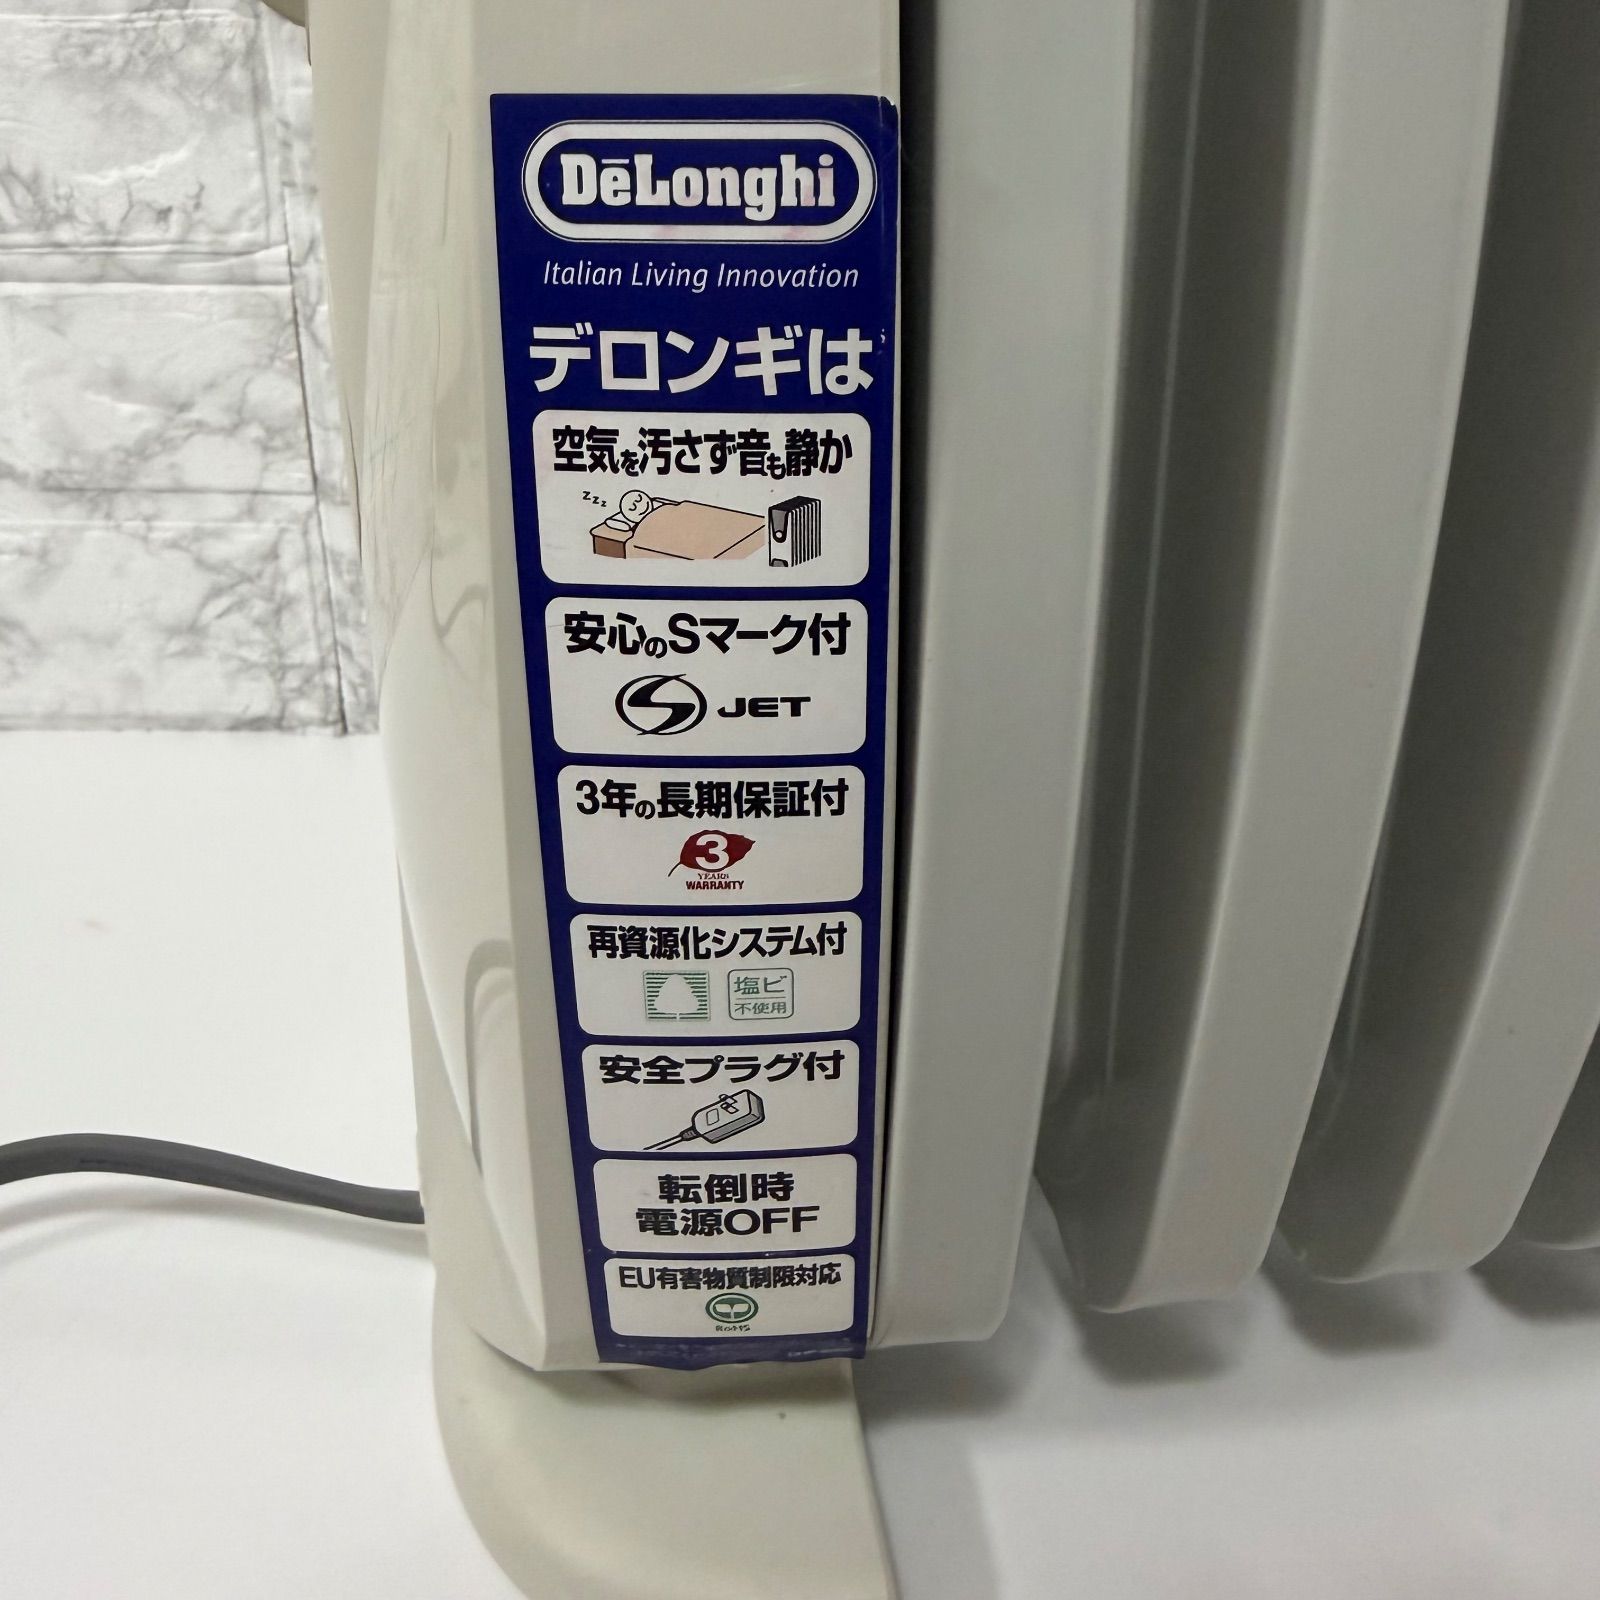 DēLonghi
Italian Living Innovation
デロンギは
空気を汚さず音も静か
zzz
安心のSマーク付
S JET
3年の長期保証付
3
YEARS
WARRANTY
再資源化システム付
塩ビ
不使用
安全プラグ付
転倒時
電源OFF
EU有害物質制限対応